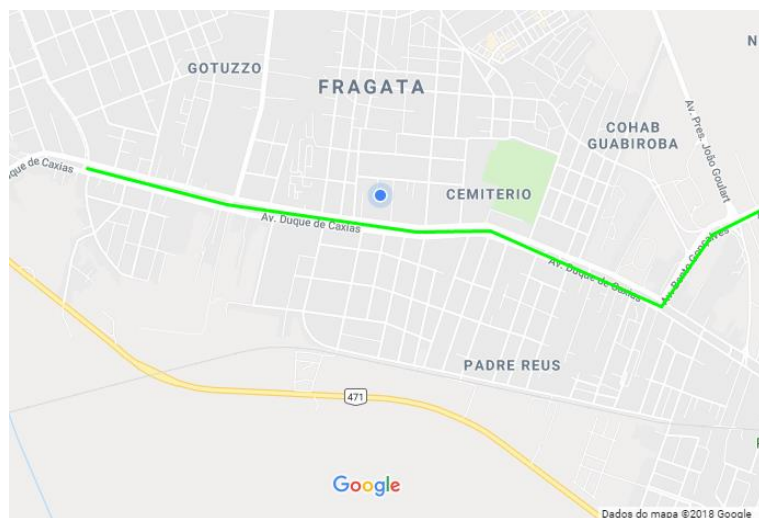 GOTUZZO
FRAGATA
N
COHAB
GUABIROBA
Av. Pres. João Goulart
que de Caxias
CEMITERIO
Av. Duque de Caxias
Av. Bento Gonçalves
Av. Duque de Caxias
PADRE REUS
471
Google
Dados do mapa ©2018 Google